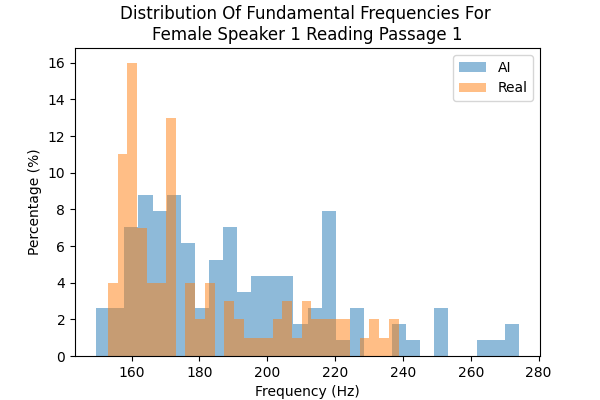 Distribution Of Fundamental Frequencies For
Female Speaker 1 Reading Passage 1
AI
Real
Percentage (%)
16
14
12
10
8
6
4
2
0
160 180 200 220 240 260 280
Frequency (Hz)